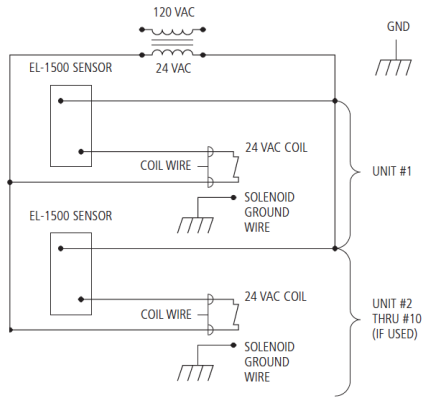 120 VAC
GND
24 VAC
EL-1500 SENSOR
24 VAC COIL
COIL WIRE
UNIT #1
SOLENOID
GROUND
WIRE
EL-1500 SENSOR
24 VAC COIL
COIL WIRE
UNIT #2
THRU #10
(IF USED)
SOLENOID
GROUND
WIRE